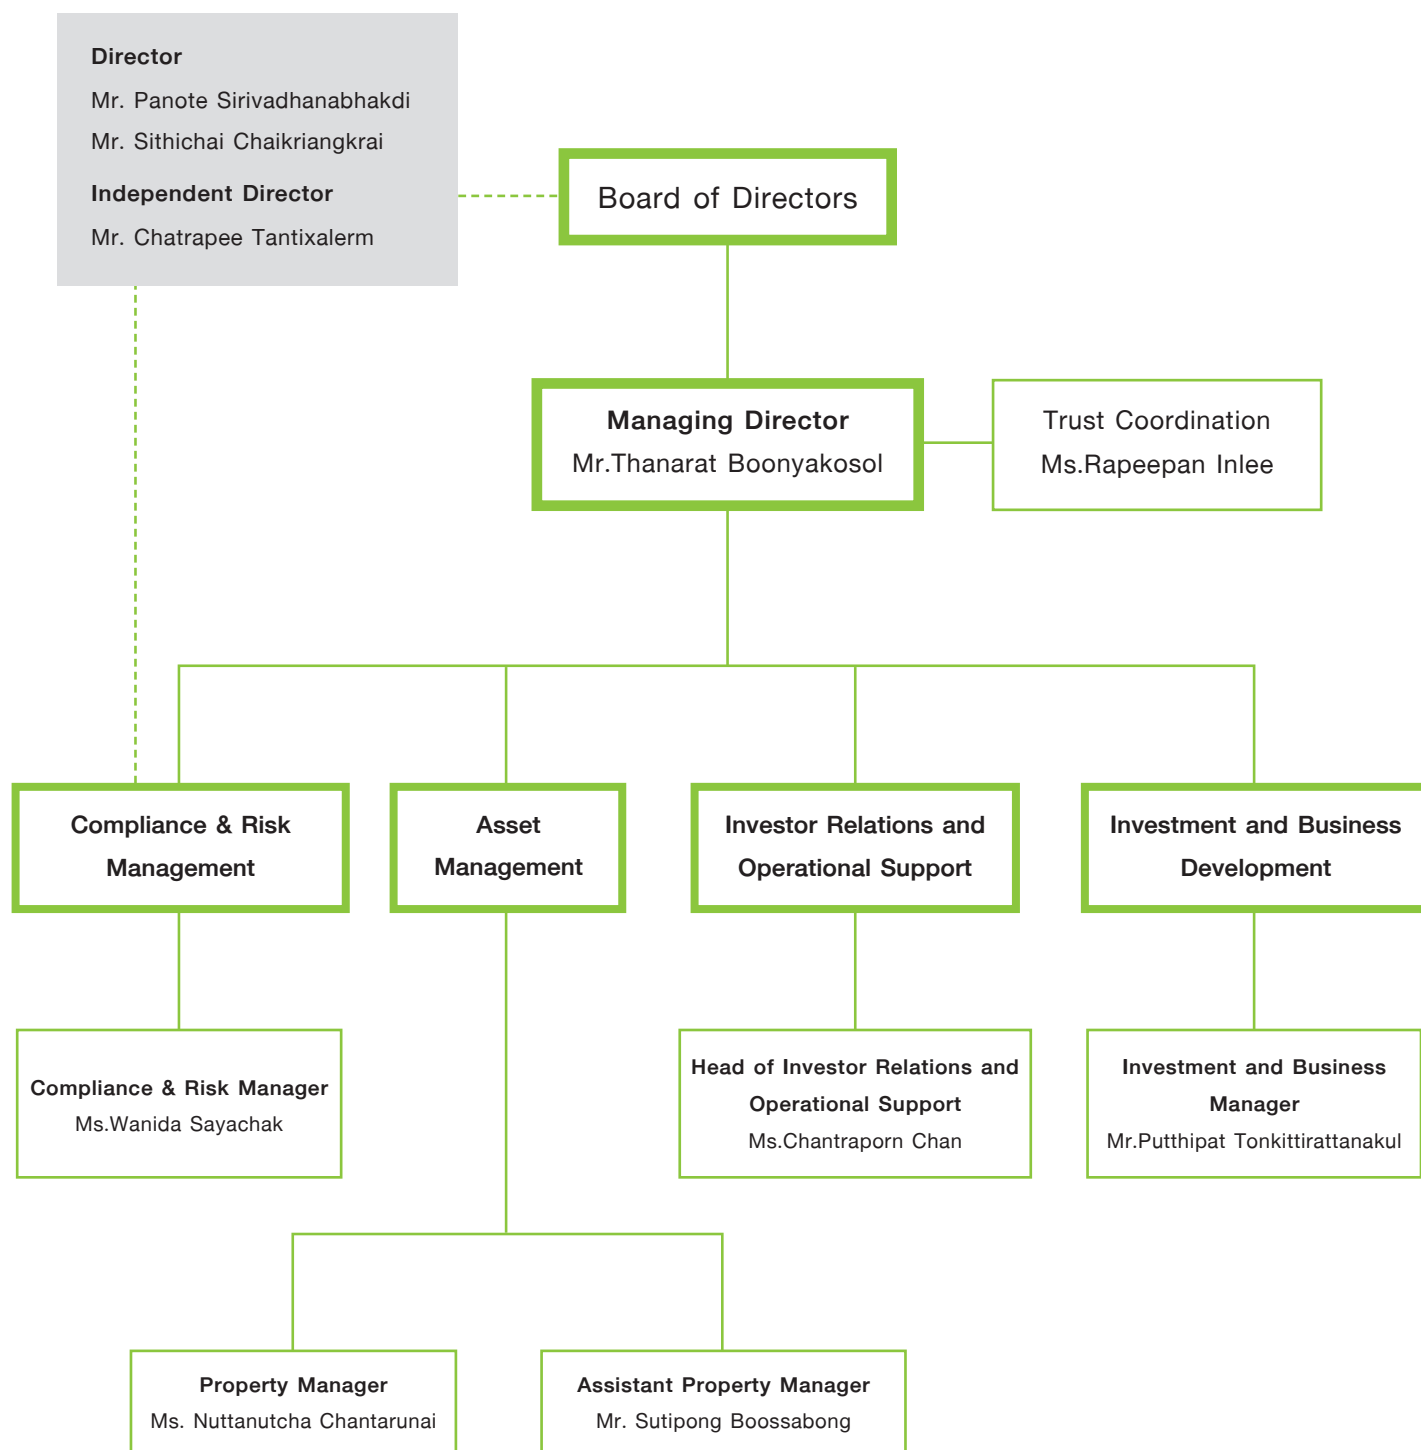 Director
Mr. Panote Sirivadhanabhakdi
Mr. Sithichai Chaikriangkrai
Independent Director
Mr. Chatrapee Tantixalerm
Board of Directors
Managing Director
Mr.Thanarat Boonyakosol
Trust Coordination
Ms.Rapeepan Inlee
Compliance & Risk
Management
Asset
Management
Investor Relations and
Operational Support
Investment and Business
Development
Compliance & Risk Manager
Ms.Wanida Sayachak
Head of Investor Relations and
Operational Support
Ms.Chantraporn Chan
Investment and Business
Manager
Mr.Putthipat Tonkittirattanakul
Property Manager
Ms. Nuttanutcha Chantarunai
Assistant Property Manager
Mr. Sutipong Boossabong